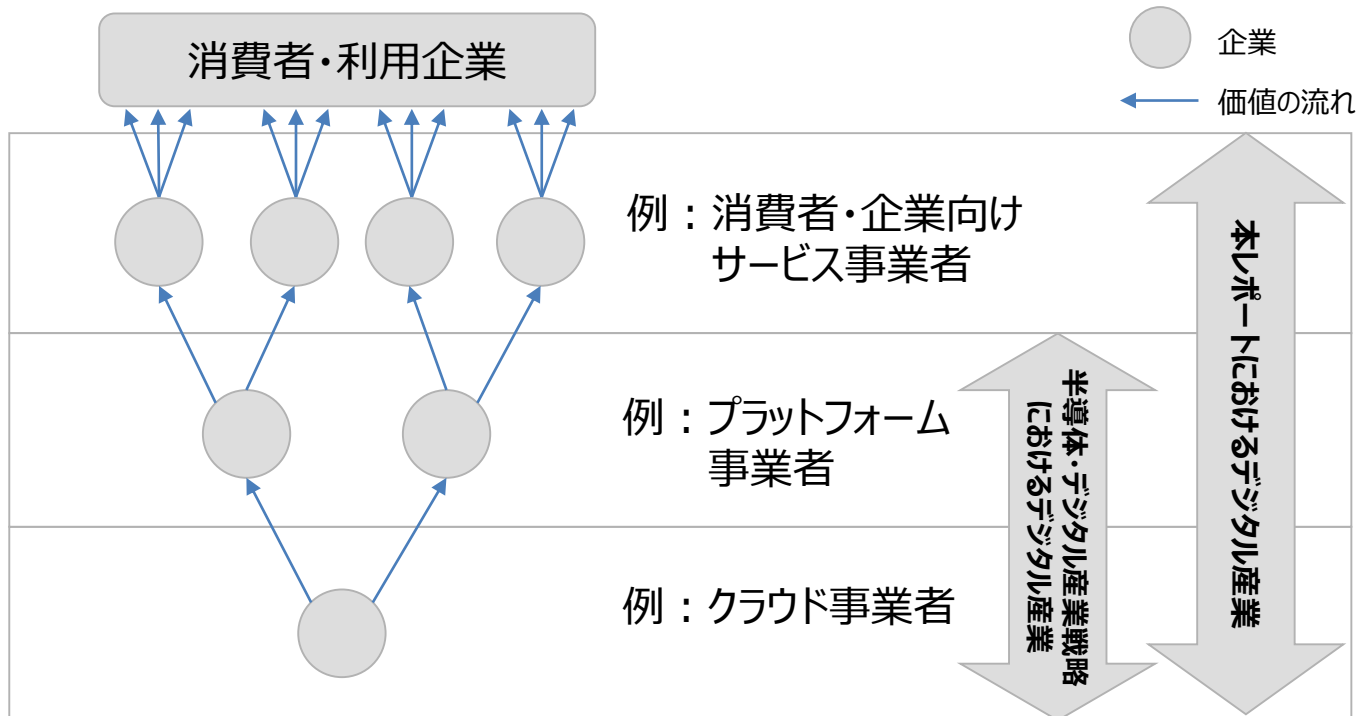 消費者・利用企業
企業
価値の流れ
例：消費者・企業向け
サービス事業者
例：プラットフォーム
事業者
例：クラウド事業者
半導体・デジタル産業戦略
におけるデジタル産業
本レポートにおけるデジタル産業